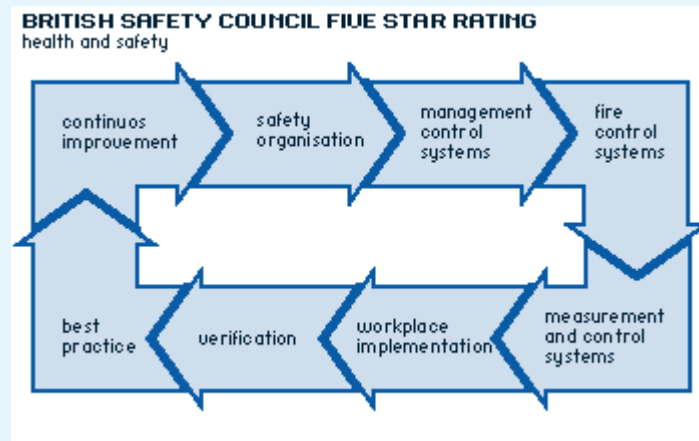 BRITISH SAFETY COUNCIL FIVE STAR RATING
health and safety
continuos
improvement
safety
organisation
management
control
systems
fire
control
systems
measurement
and control
systems
workplace
implementation
verification
best
practice